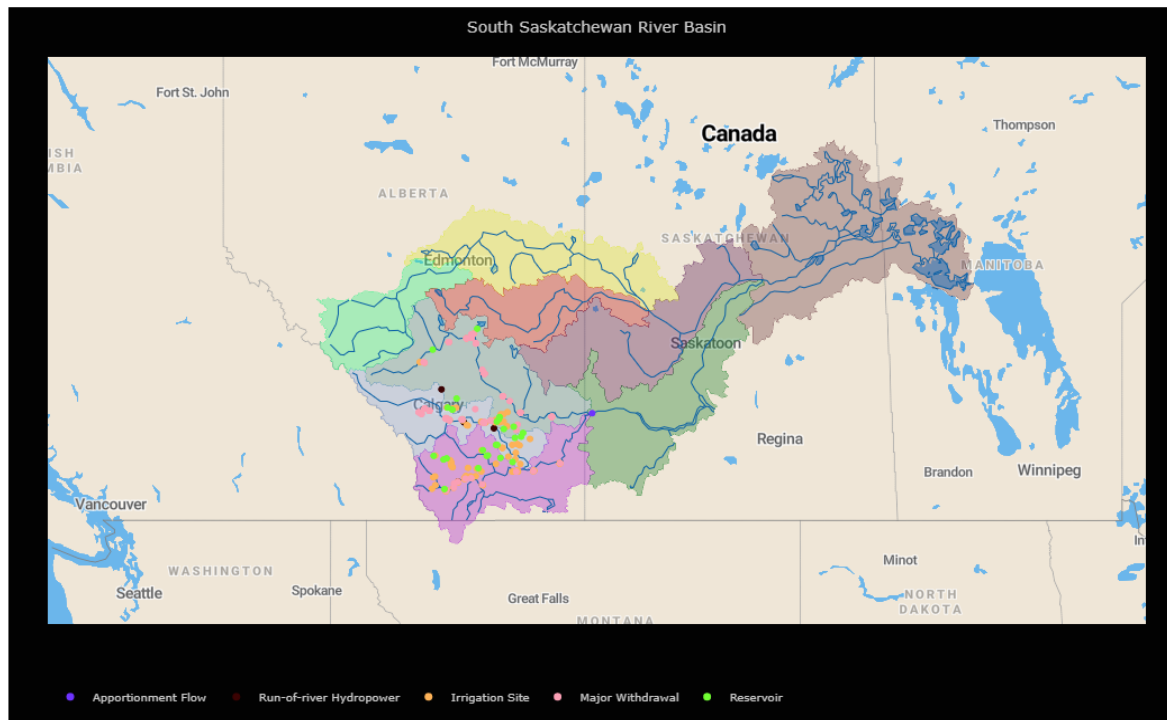 South Saskatchewan River Basin
Fort McMurray
Fort St. John
Canada
Thompson
ISH
MBIA
ALBERTA
SASKATCHEWAN
Edmonton
MANITOBA
Saskatoon
Calgary
Regina
Brandon
Winnipeg
Vancouver
In
Minot
WASHINGTON
Spokane
Seattle
Great Falls
NORTH
DAKOTA
MONTANA
Apportionment Flow Run-of-river Hydropower Irrigation Site Major Withdrawal Reservoir